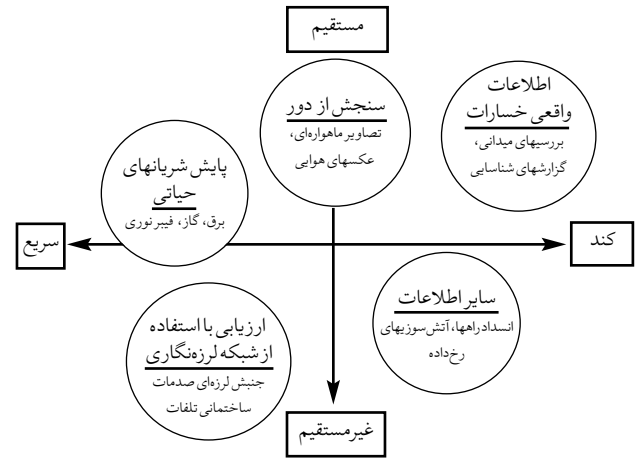 مستقیم
اطلاعات
واقعی خسارات
بررسیهای میدانی،
گزارشهای شناسایی
سنجش از دور
تصاویر ماهواره‌ای،
عکسهای هوایی
پایش شریانهای
حیاتی
برق، گاز، فیبر نوری
کند
سریع
سایر اطلاعات
انسداد راهها، آتش‌سوزیهای
رخ‌داده
ارزیابی با استفاده
از شبکه لرزه‌نگاری
جنبش لرزه‌ای صدمات
ساختمانی تلفات
غیرمستقیم